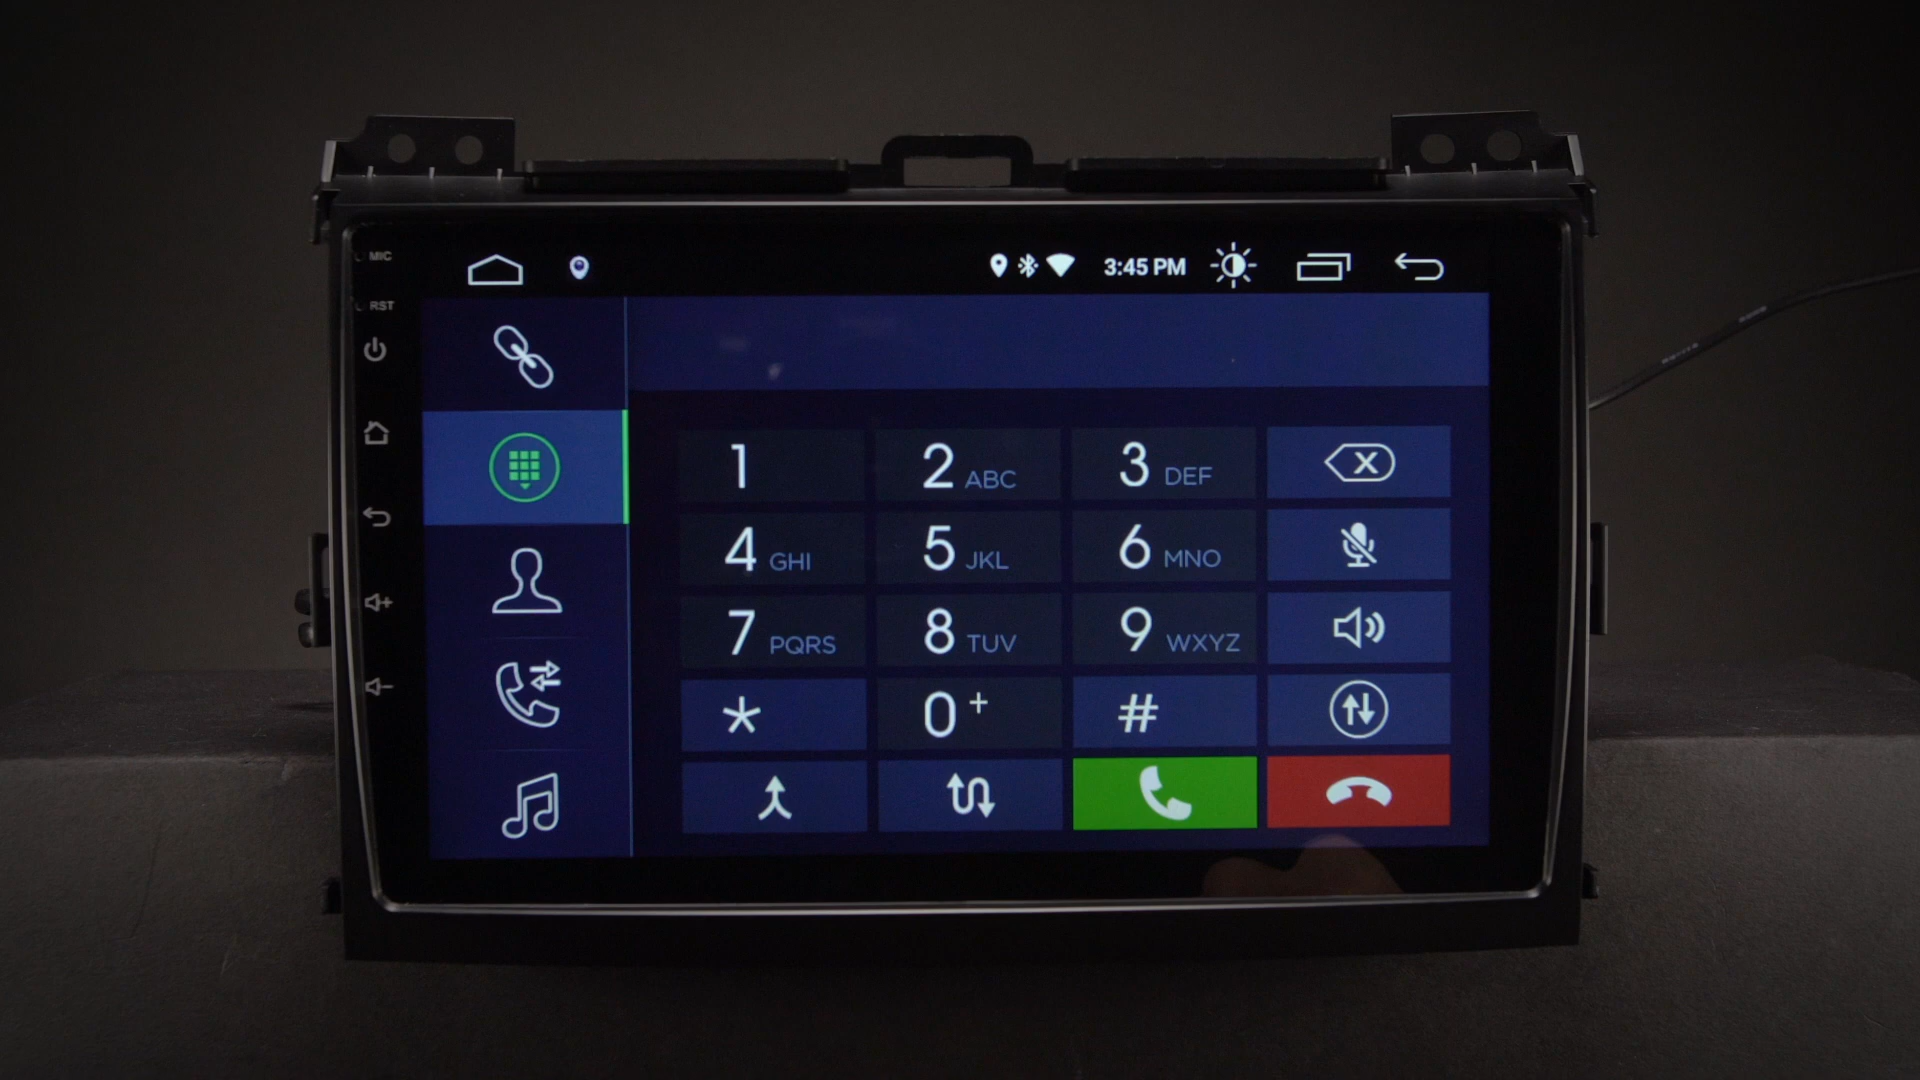 MIC
3:45 PM
RST
1
2 ABC
3 DEF
4 GHI
5 JKL
6 MNO
7 PQRS
8 TUV
9 WXYZ
*
0+
#